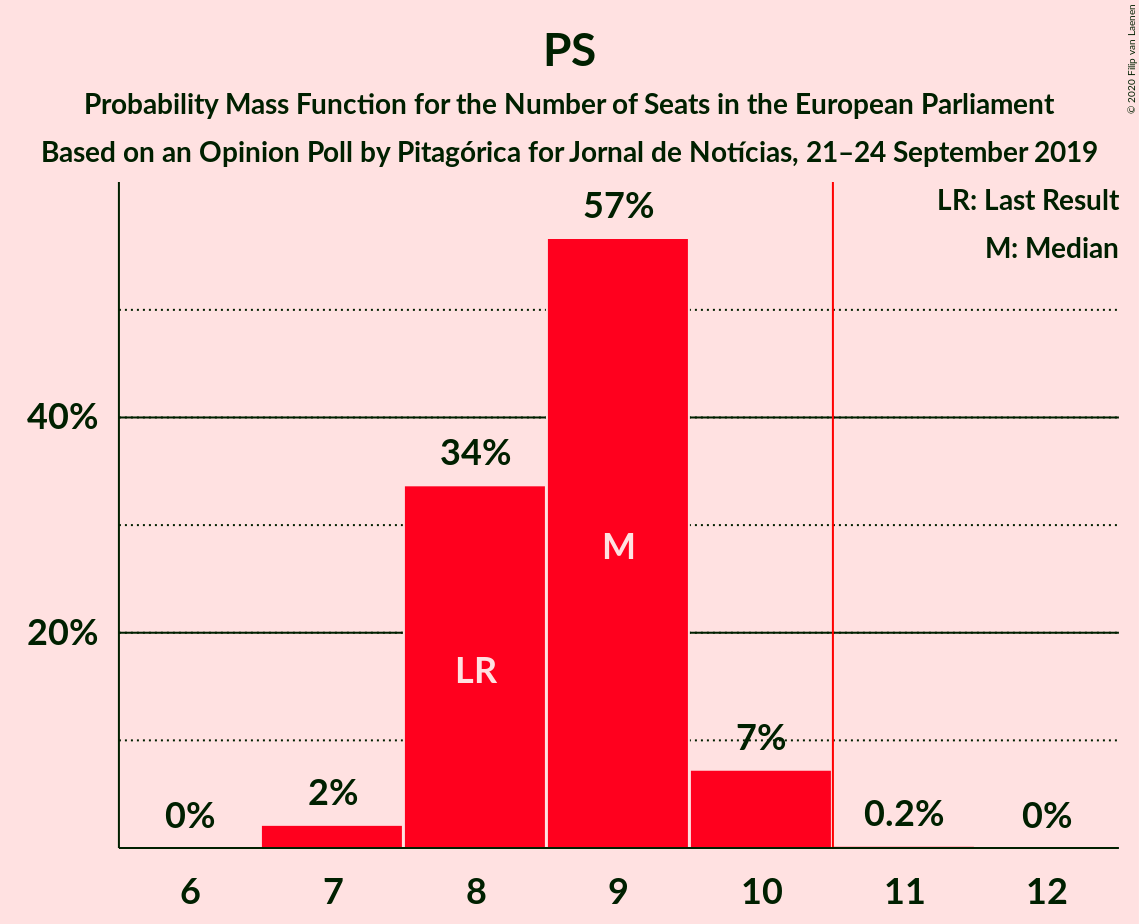 PS
Probability Mass Function for the Number of Seats in the European Parliament
Based on an Opinion Poll by Pitagórica for Jornal de Notícias, 21–24 September 2019
© 2020 Filip van Laenen
LR: Last Result
M: Median
57%
40%
34%
M
20%
LR
7%
2%
0%
0.2%
0%
6 7 8 9 10 11 12